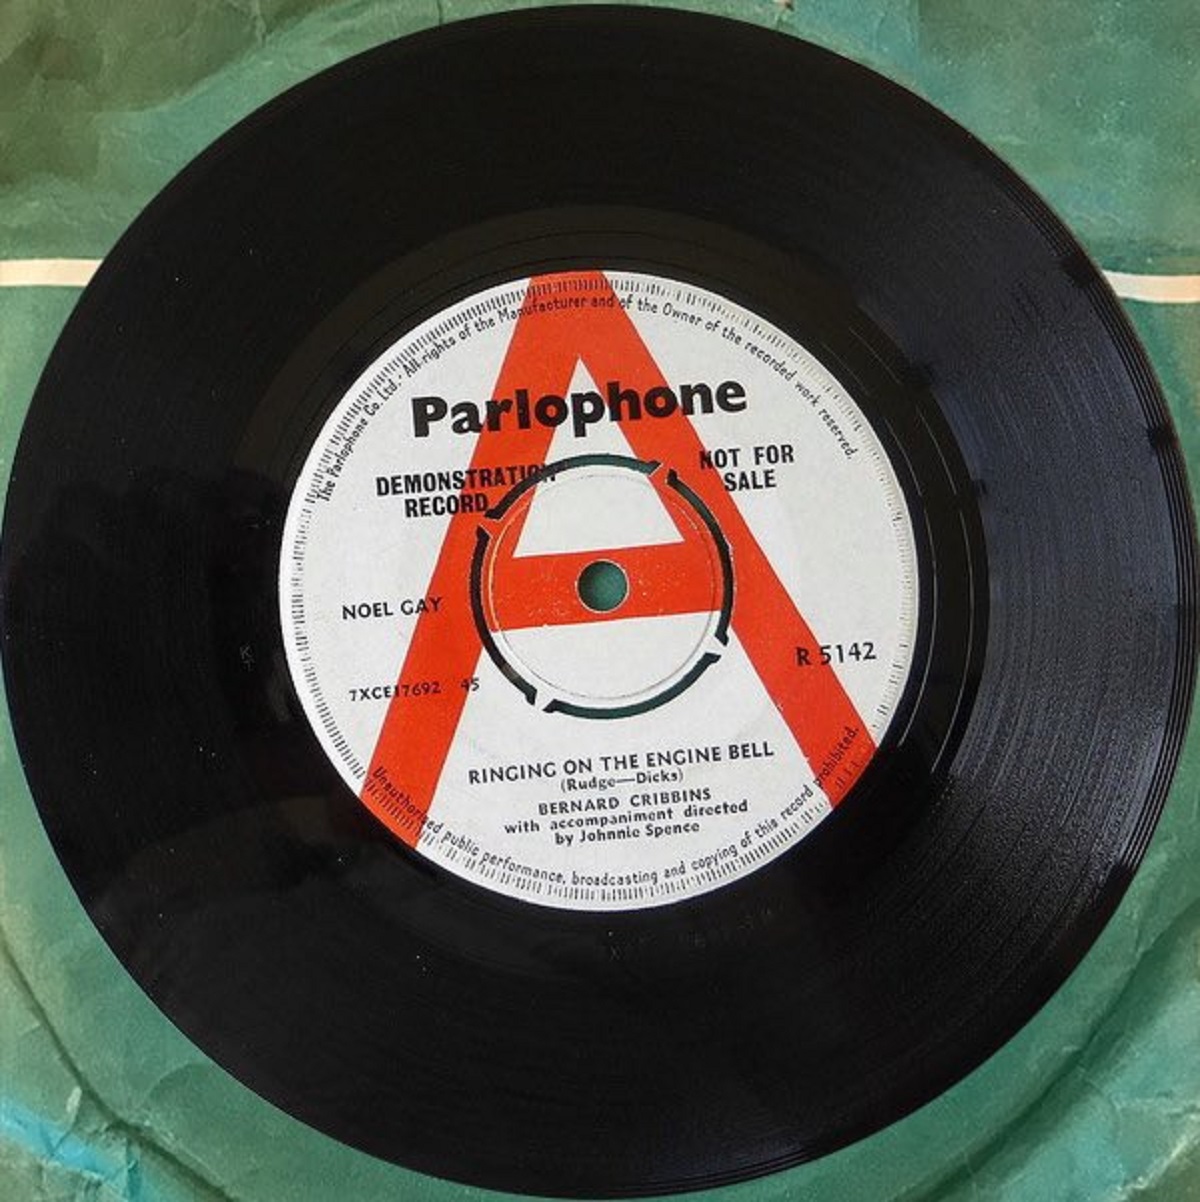 The Parlophone Co. Ltd. · All rights of the Manufacturer and of the Owner of the recorded work reserved.
Parlophone
DEMONSTRATION
RECORD
NOT FOR
SALE
NOEL GAY
R 5142
7XCE17692 45
RINGING ON THE ENGINE BELL
(Rudge—Dicks)
BERNARD CRIBBINS
with accompaniment directed
by Johnnie Spence
Unauthorised public performance, broadcasting and copying of this record prohibited.
A